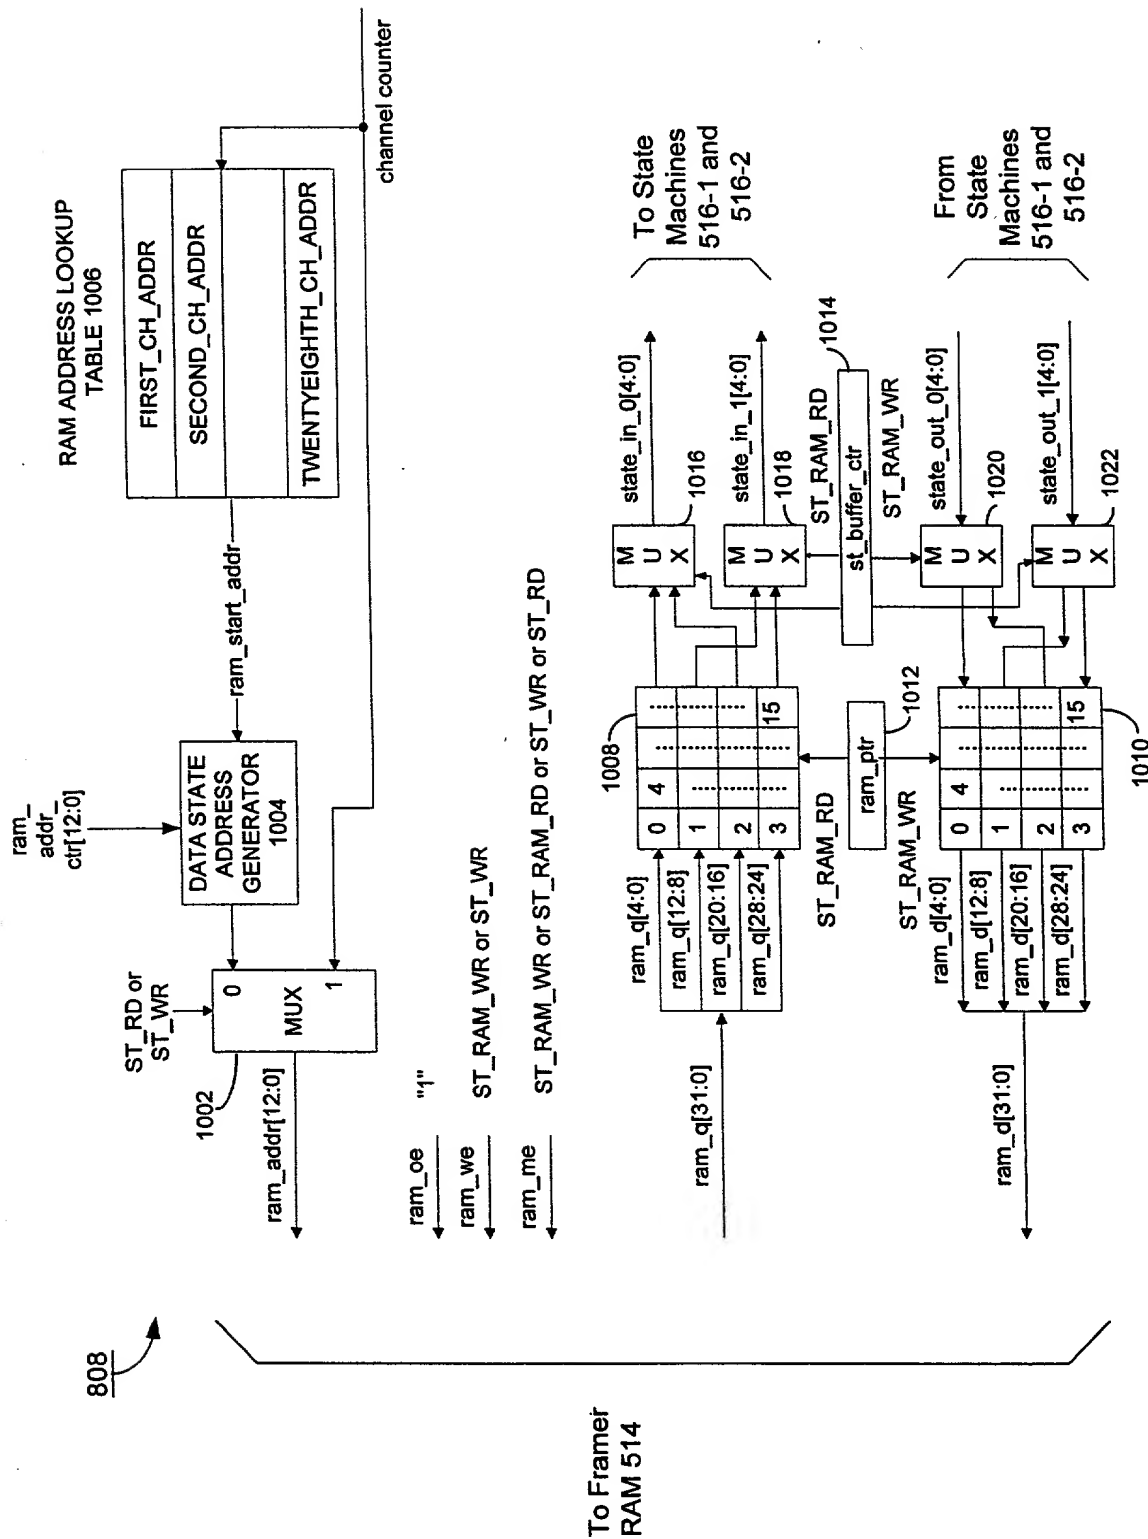 808
To Framer
RAM 514
RAM ADDRESS LOOKUP
TABLE 1006
FIRST_CH_ADDR
SECOND_CH_ADDR
TWENTYEIGHTH_CH_ADDR
channel counter
ram_start_addr
ram_
addr_
ctr[12:0]
DATA STATE
ADDRESS
GENERATOR
1004
ST_RD or
ST_WR
0
MUX
1
1002
ram_addr[12:0]
ram_oe "1"
ram_we ST_RAM_WR or ST_WR
ram_me ST_RAM_WR or ST_RAM_RD or ST_WR or ST_RD
ram_q[31:0]
ram_q[4:0]
ram_q[12:8]
ram_q[20:16]
ram_q[28:24]
1008
0 4
1
2
3 15
M
U
X
1016
state_in_0[4:0]
M
U
X
1018
state_in_1[4:0]
To State
Machines
516-1 and
516-2
ST_RAM_RD
ram_ptr
1012
ST_RAM_WR
ST_RAM_RD
st_buffer_ctr
1014
ST_RAM_WR
ram_d[31:0]
ram_d[4:0]
ram_d[12:8]
ram_d[20:16]
ram_d[28:24]
0 4
1
2
3 15
1010
M
U
X
1020
state_out_0[4:0]
M
U
X
1022
state_out_1[4:0]
From
State
Machines
516-1 and
516-2